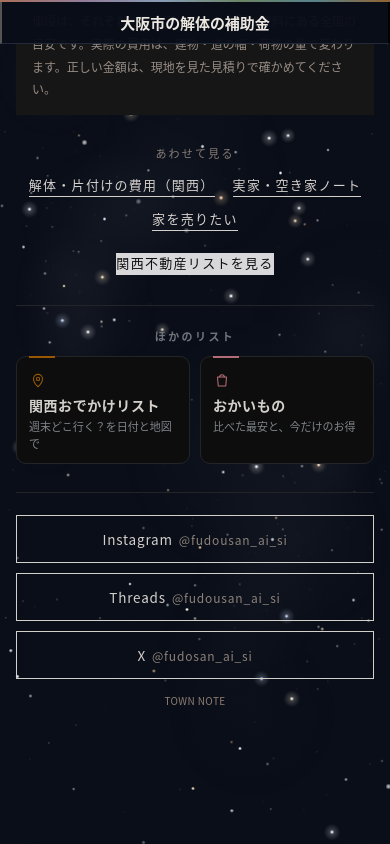 大阪市の解体の補助金
目安です。実際の費用は、建物・道の幅・荷物の量で変わり
ます。正しい金額は、現地を見た見積りで確かめてくださ
い。
あわせて見る
解体・片付けの費用（関西） 実家・空き家ノート
家を売りたい
関西不動産リストを見る
ほかのリスト
関西おでかけリスト
週末どこ行く？を日付と地図
で
おかいもの
比べた最安と、今だけのお得
Instagram @fudousan_ai_si
Threads @fudousan_ai_si
X @fudosan_ai_si
TOWN NOTE